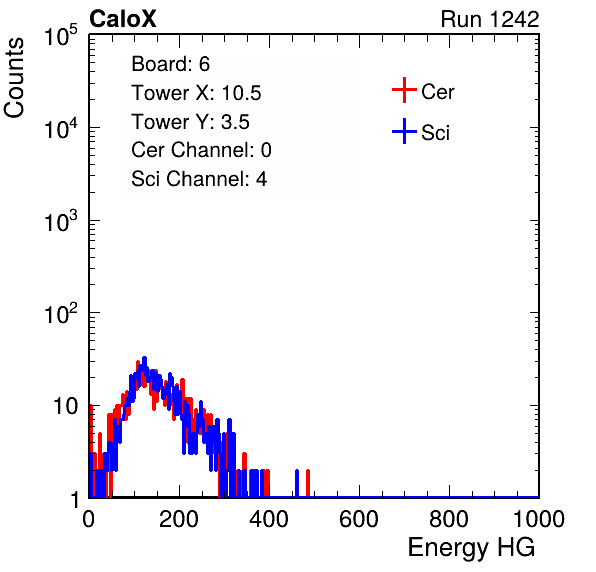 CaloX Run 1242
Counts
10^5
10^4
10^3
10^2
10
1
Board: 6
Tower X: 10.5
Tower Y: 3.5
Cer Channel: 0
Sci Channel: 4
Cer
Sci
0 200 400 600 800 1000
Energy HG